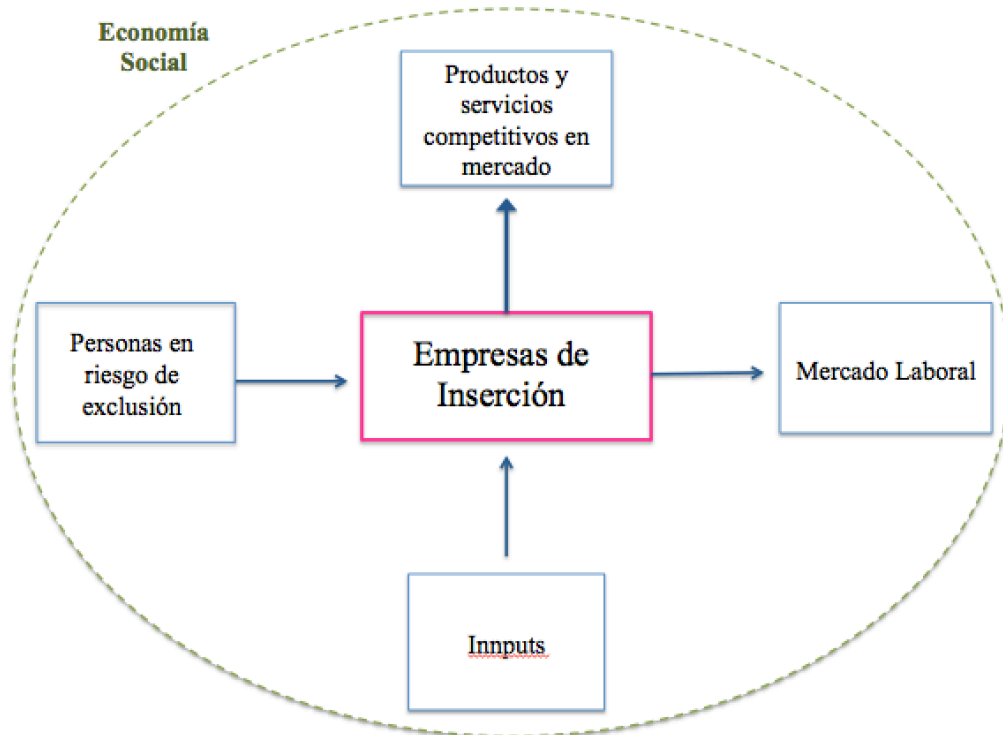 Economía
Social
Productos y
servicios
competitivos en
mercado
Personas en
riesgo de
exclusión
Empresas de
Inserción
Mercado Laboral
Innputs